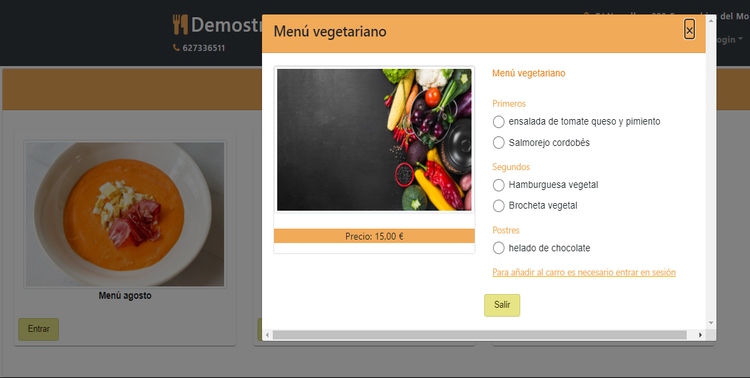 Demostr
627336511
Login
Menú vegetariano
×
Precio: 15,00 €
Menú vegetariano
Primeros
ensalada de tomate queso y pimiento
Salmorejo cordobés
Segundos
Hamburguesa vegetal
Brocheta vegetal
Postres
helado de chocolate
Para añadir al carro es necesario entrar en sesión
Salir
Menú agosto
Entrar